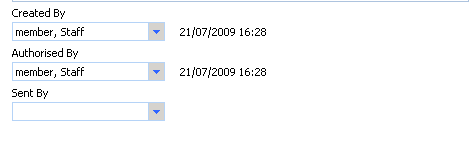 Created By
member, Staff 21/07/2009 16:28
Authorised By
member, Staff 21/07/2009 16:28
Sent By